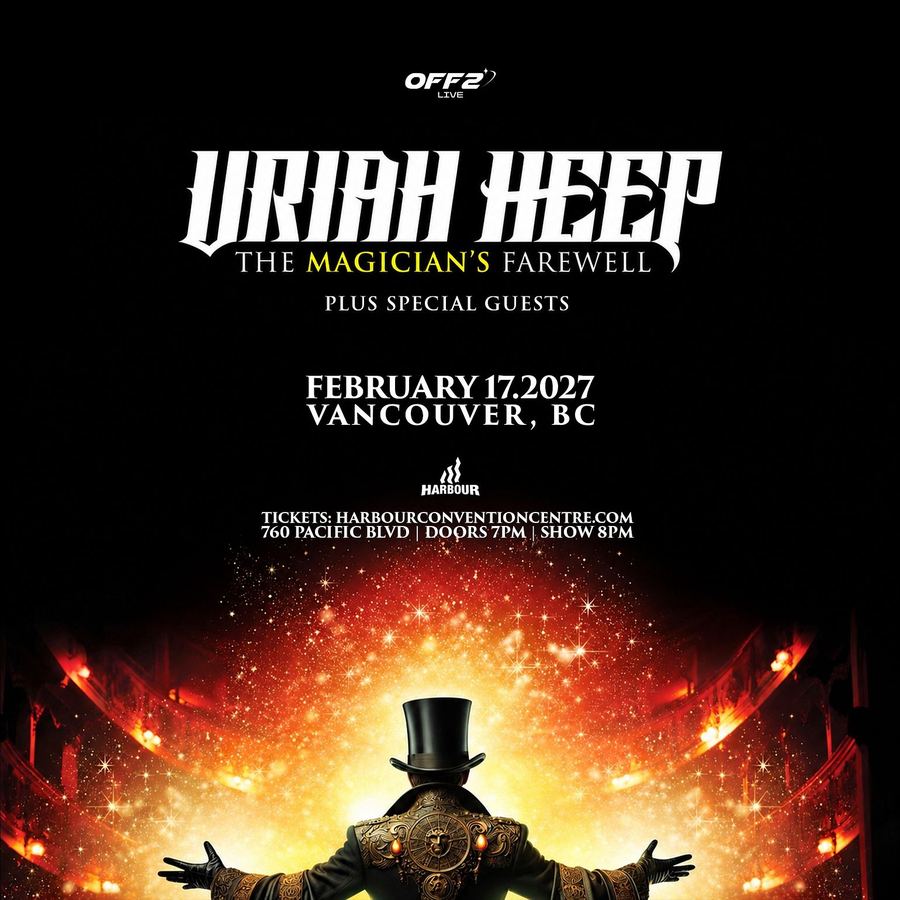 OFF2
LIVE
URIAH HEEP
THE MAGICIAN'S FAREWELL
PLUS SPECIAL GUESTS
FEBRUARY 17.2027
VANCOUVER, BC
HARBOUR
TICKETS: HARBOURCONVENTIONCENTRE.COM
760 PACIFIC BLVD | DOORS 7PM | SHOW 8PM